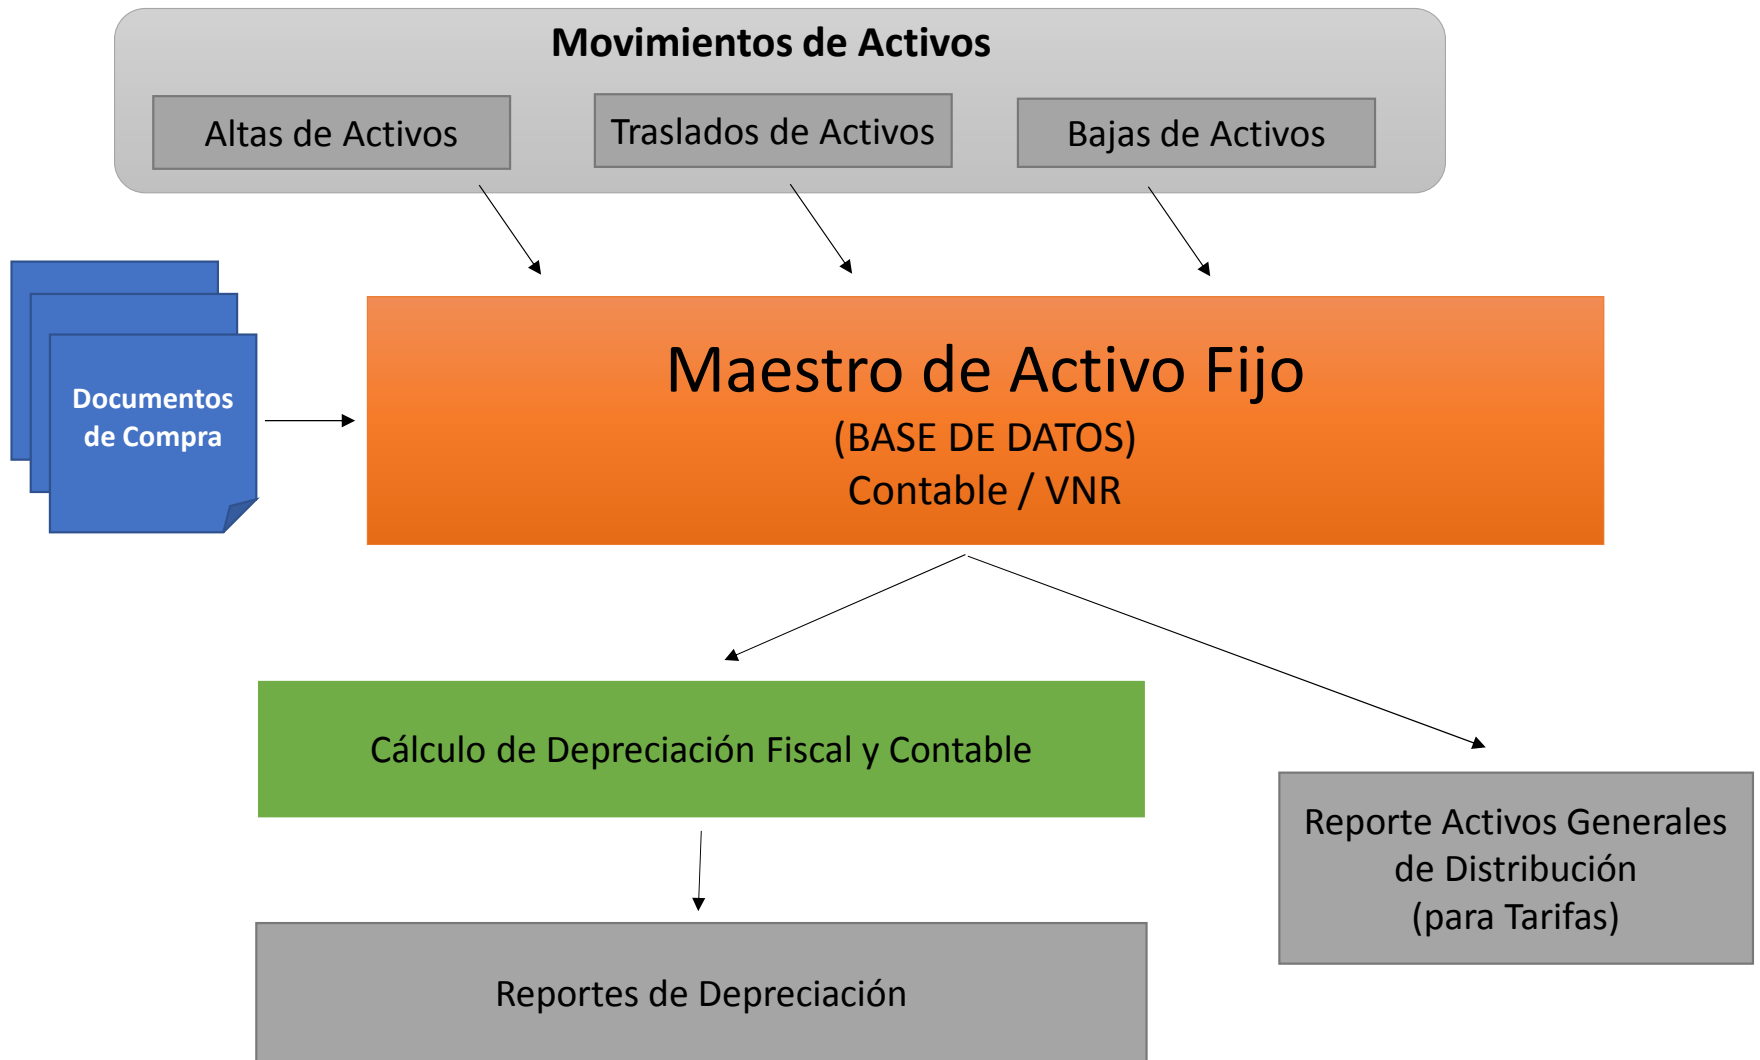 Movimientos de Activos
Altas de Activos
Traslados de Activos
Bajas de Activos
Documentos
de Compra
Maestro de Activo Fijo
(BASE DE DATOS)
Contable / VNR
Cálculo de Depreciación Fiscal y Contable
Reporte Activos Generales
de Distribución
(para Tarifas)
Reportes de Depreciación